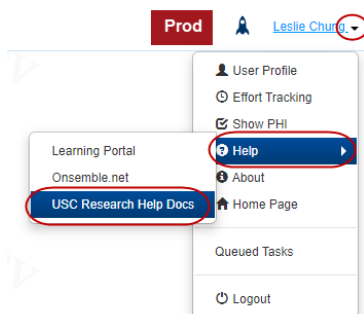 Prod Leslie Chung
User Profile
Effort Tracking
Show PHI
Learning Portal Help
Onsemble.net About
USC Research Help Docs Home Page
Queued Tasks
Logout